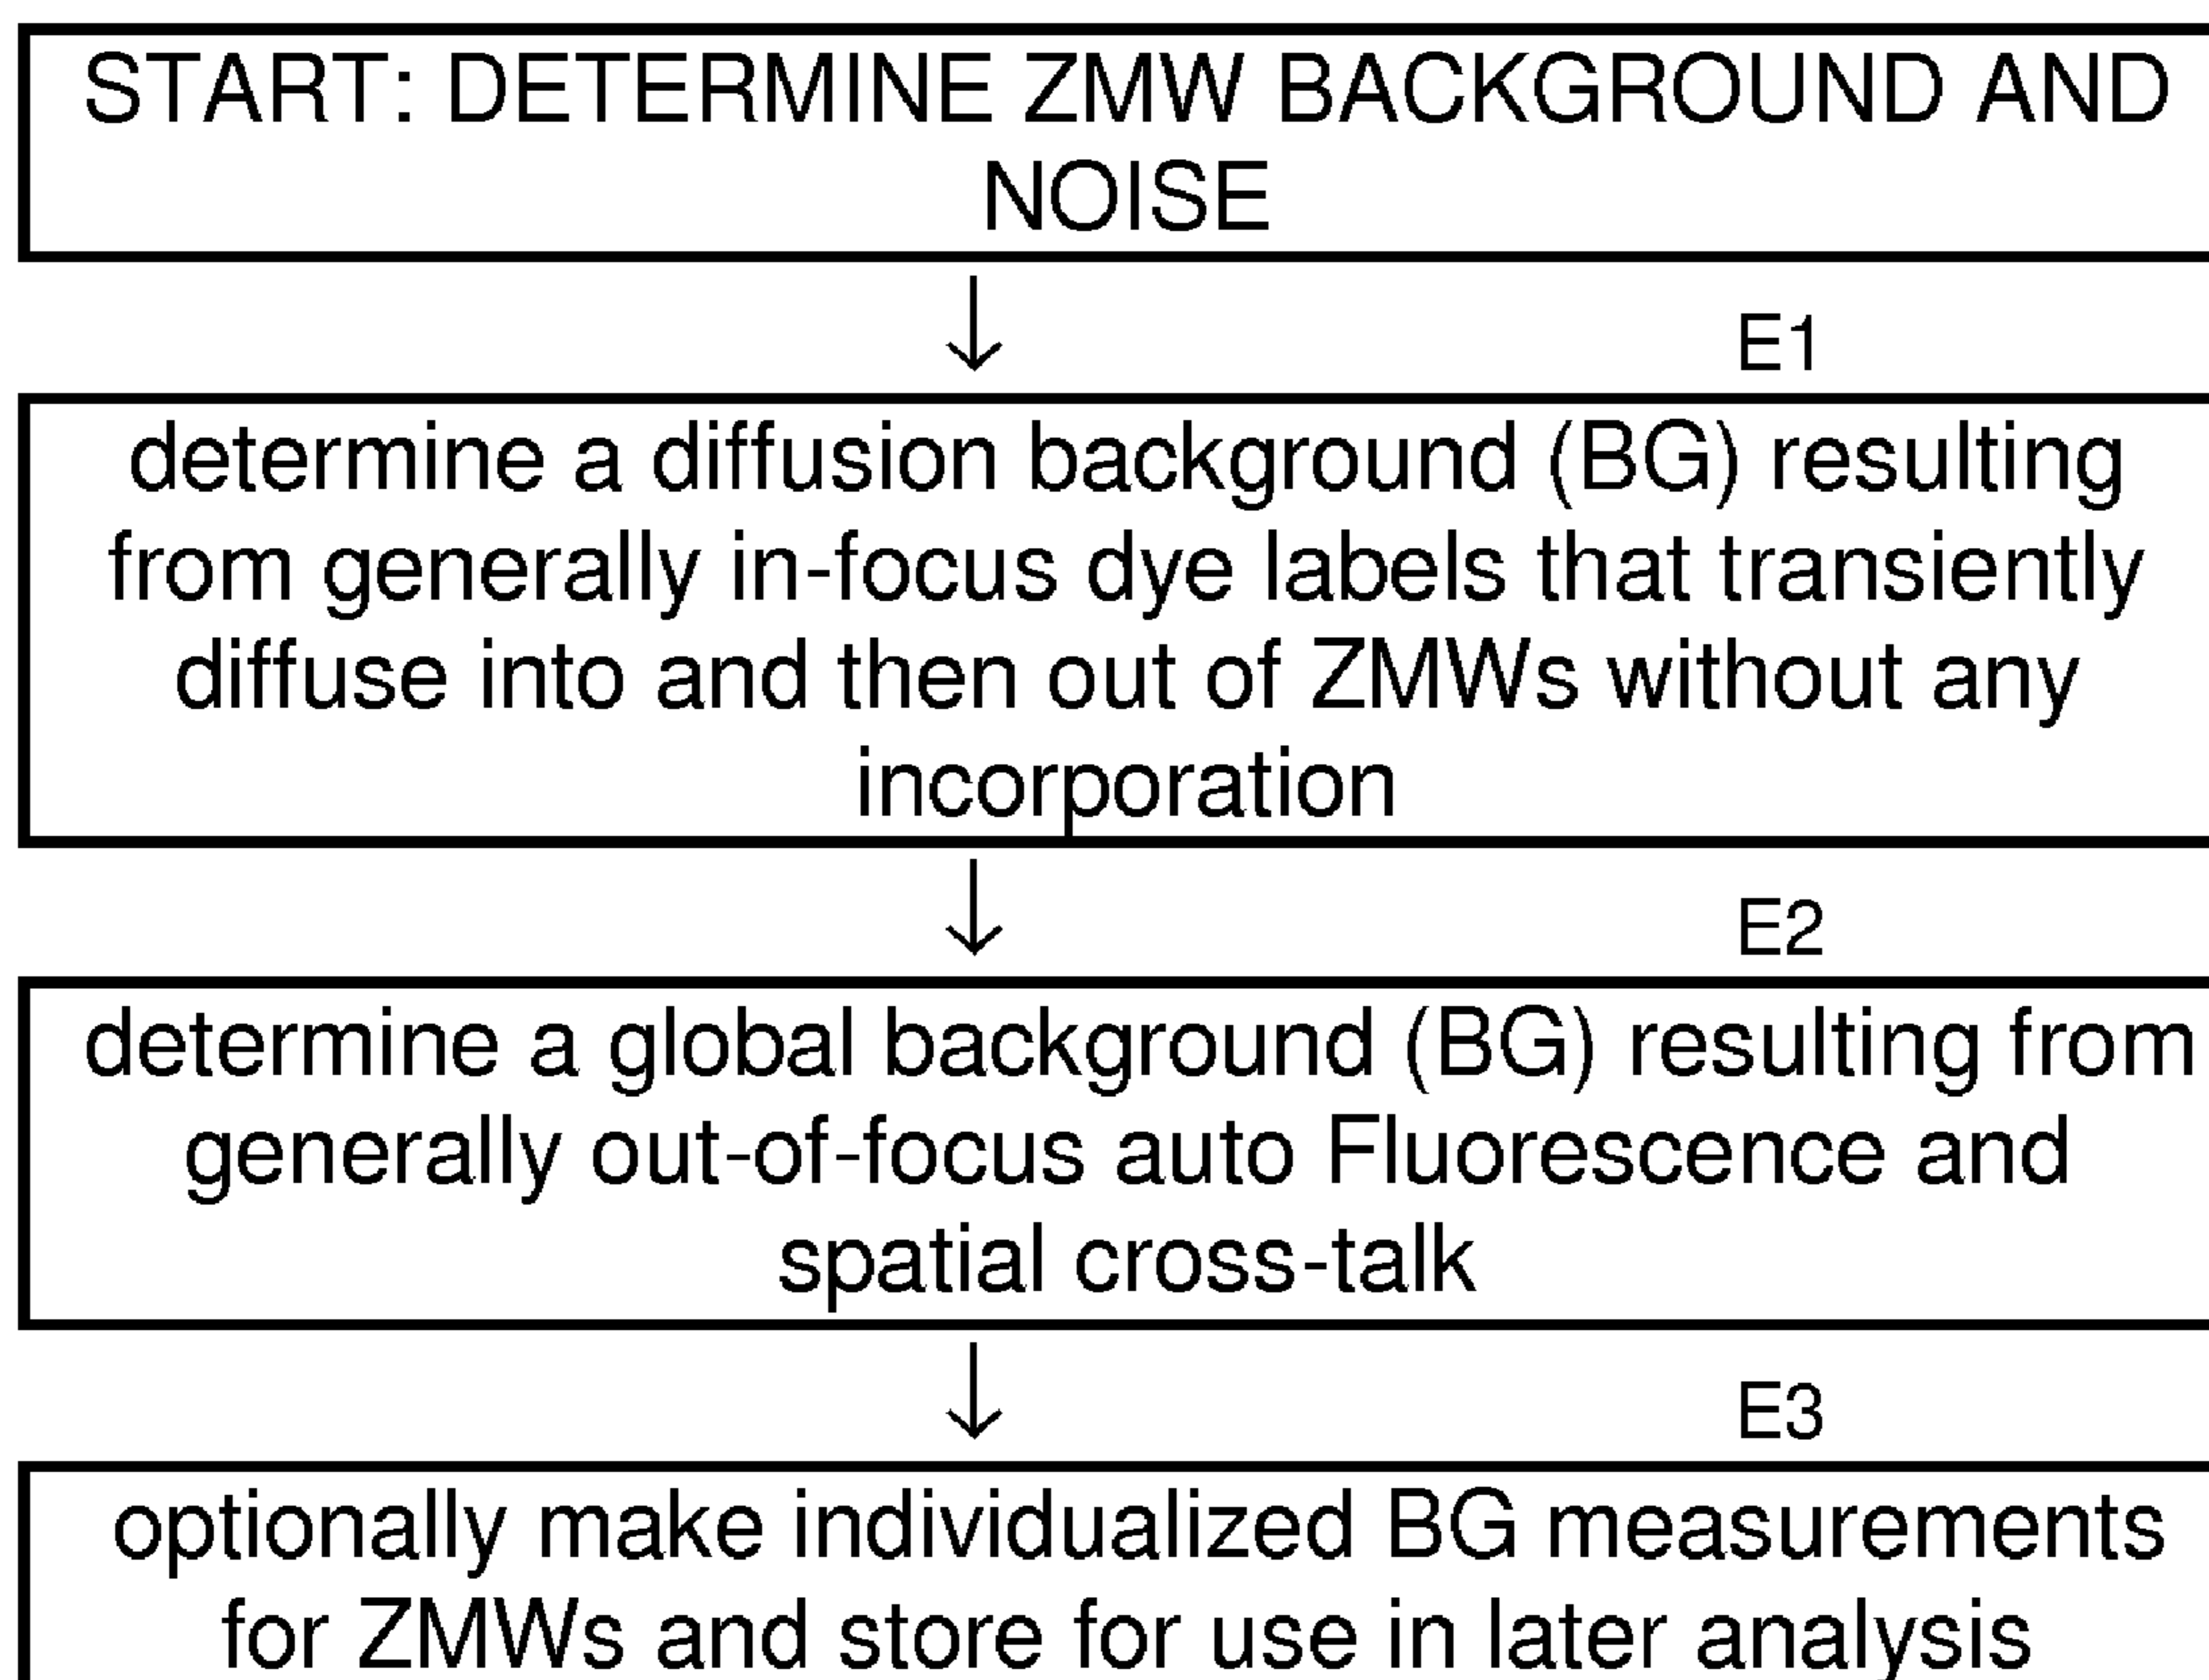 START: DETERMINE ZMW BACKGROUND AND
NOISE
E1
determine a diffusion background (BG) resulting
from generally in-focus dye labels that transiently
diffuse into and then out of ZMWs without any
incorporation
E2
determine a global background (BG) resulting from
generally out-of-focus auto Fluorescence and
spatial cross-talk
E3
optionally make individualized BG measurements
for ZMWs and store for use in later analysis